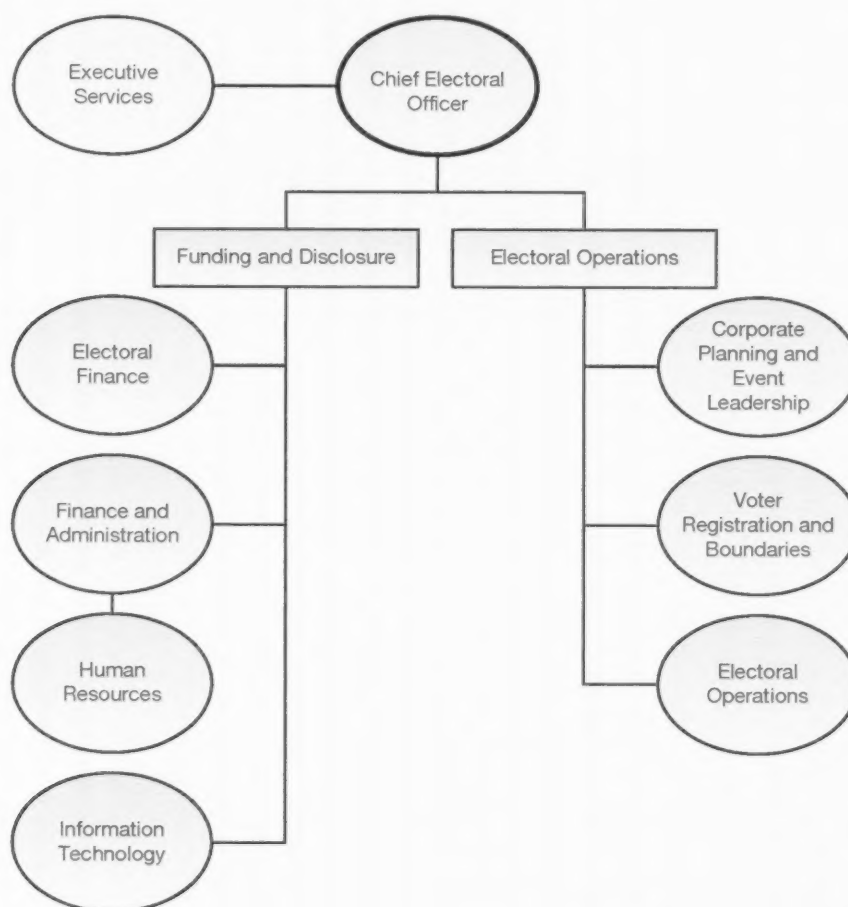 Executive
Services
Chief Electoral
Officer
Funding and Disclosure
Electoral Operations
Electoral
Finance
Corporate
Planning and
Event
Leadership
Finance and
Administration
Voter
Registration and
Boundaries
Human
Resources
Electoral
Operations
Information
Technology